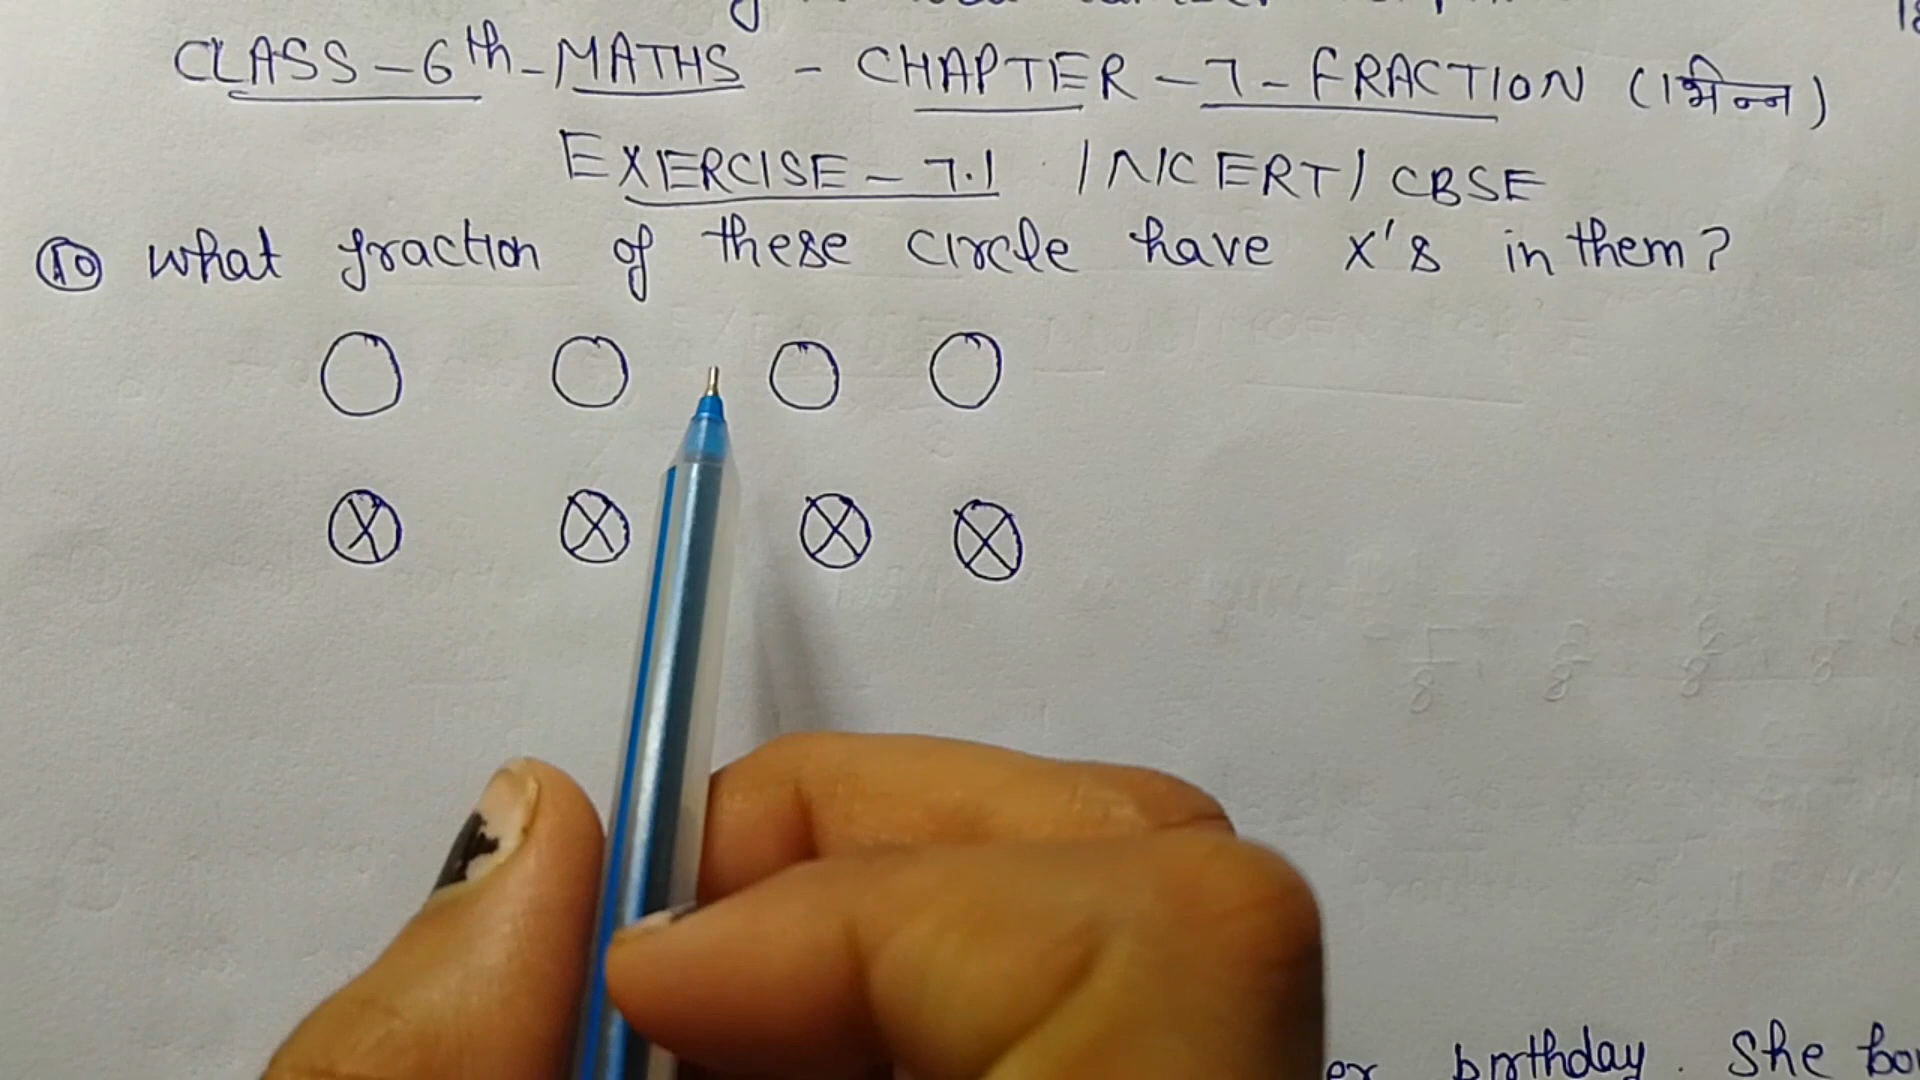 CLASS-6th-MATHS - CHAPTER-7-FRACTION (भिन्न)
EXERCISE-7.1 / NCERT / CBSE
10 What fraction of these circle have x's in them?
birthday. She